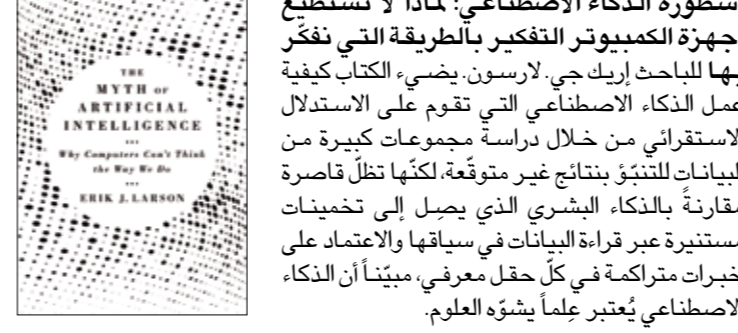 سطورة الذكاء الاصطناعي: لماذا لا تستطيع
جهزة الكمبيوتر التفكير بالطريقة التي نفكّر
بها للباحث إريك جي. لارسون. يضيء الكتاب كيفية
عمل الذكاء الاصطناعي التي تقوم على الاستدلال
لاستقرائي من خلال دراسة مجموعات كبيرة من
لبيانات للتنبّؤ بنتائج غير متوقّعة، لكنّها تظلّ قاصرة
مقارنةً بالذكاء البشري الذي يصِل إلى تخمينات
مستنيرة عبر قراءة البيانات في سياقها والاعتماد على
خبرات متراكمة في كلّ حقل معرفي، مبيّناً أن الذكاء
لاصطناعي يُعتبر عِلماً يشوّه العلوم.
THE
MYTH OF
ARTIFICIAL
INTELLIGENCE
Why Computers Can't Think
the Way We Do
ERIK J. LARSON